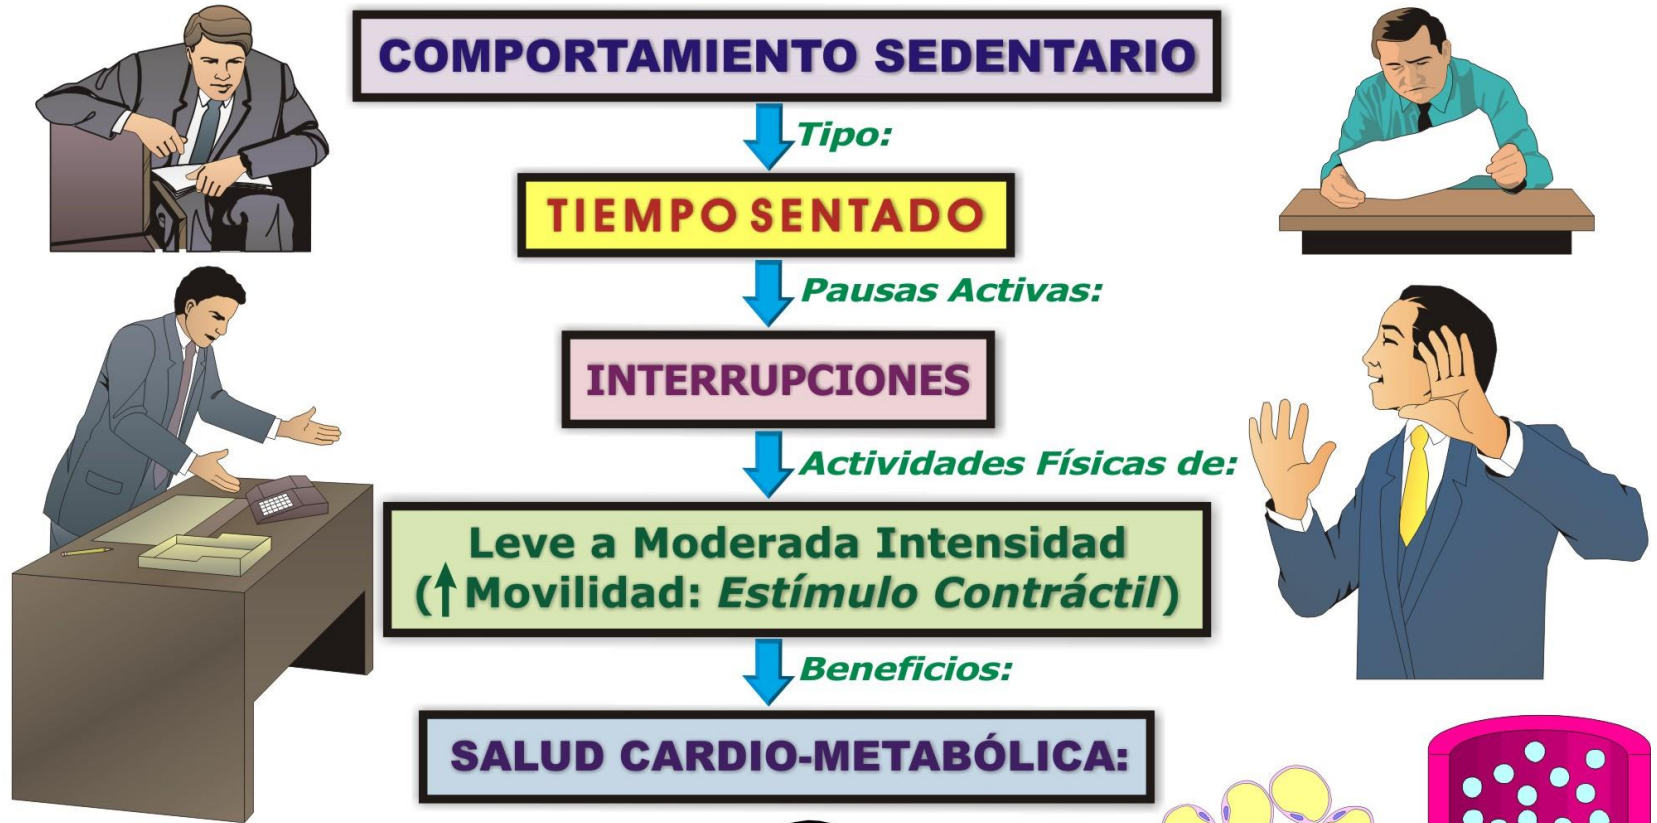 COMPORTAMIENTO SEDENTARIO
Tipo:
TIEMPO SENTADO
Pausas Activas:
INTERRUPCIONES
Actividades Físicas de:
Leve a Moderada Intensidad
(↑Movilidad: Estímulo Contráctil)
Beneficios:
SALUD CARDIO-METABÓLICA: